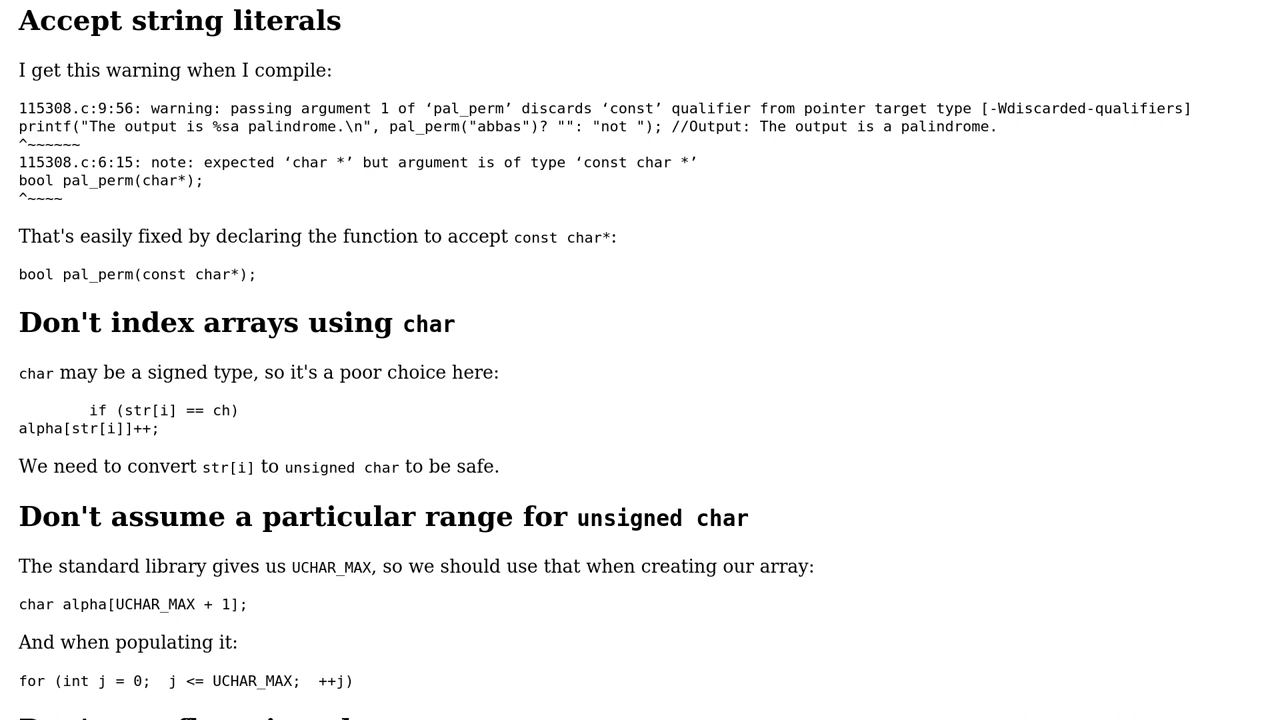 Accept string literals
I get this warning when I compile:
115308.c:9:56: warning: passing argument 1 of ‘pal_perm’ discards ‘const’ qualifier from pointer target type [-Wdiscarded-qualifiers]
printf("The output is %sa palindrome.\n", pal_perm("abbas")? "": "not "); //Output: The output is a palindrome.
^~~~~~~
115308.c:6:15: note: expected ‘char *’ but argument is of type ‘const char *’
bool pal_perm(char*);
^~~~~
That's easily fixed by declaring the function to accept const char*:
bool pal_perm(const char*);
Don't index arrays using char
char may be a signed type, so it's a poor choice here:
if (str[i] == ch)
alpha[str[i]]++;
We need to convert str[i] to unsigned char to be safe.
Don't assume a particular range for unsigned char
The standard library gives us UCHAR_MAX, so we should use that when creating our array:
char alpha[UCHAR_MAX + 1];
And when populating it:
for (int j = 0;  j <= UCHAR_MAX;  ++j)